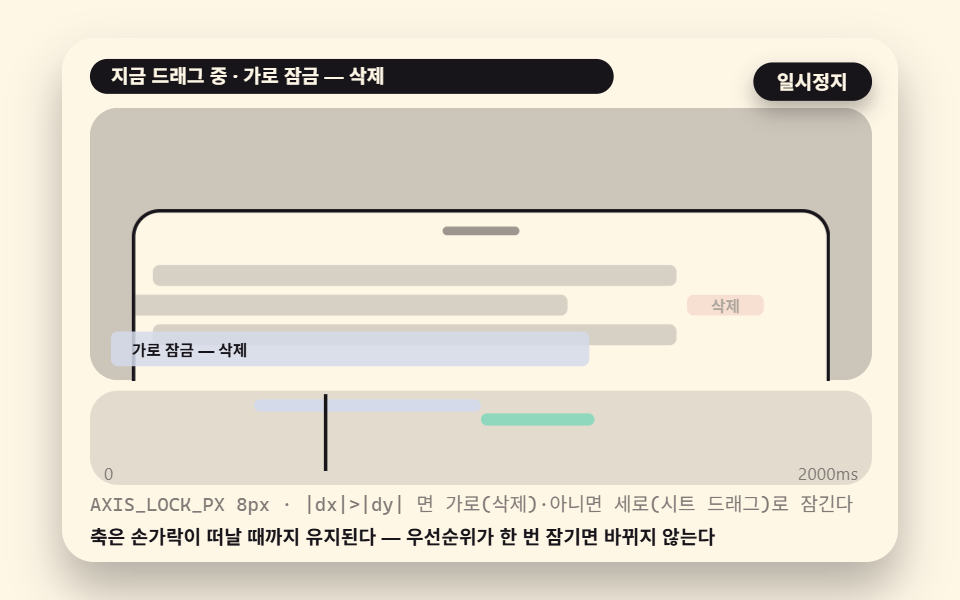 지금 드래그 중 · 가로 잠금 — 삭제
일시정지
삭제
가로 잠금 — 삭제
0
2000ms
AXIS_LOCK_PX 8px · |dx|>|dy| 면 가로(삭제)·아니면 세로(시트 드래그)로 잠긴다
축은 손가락이 떠날 때까지 유지된다 — 우선순위가 한 번 잠기면 바뀌지 않는다